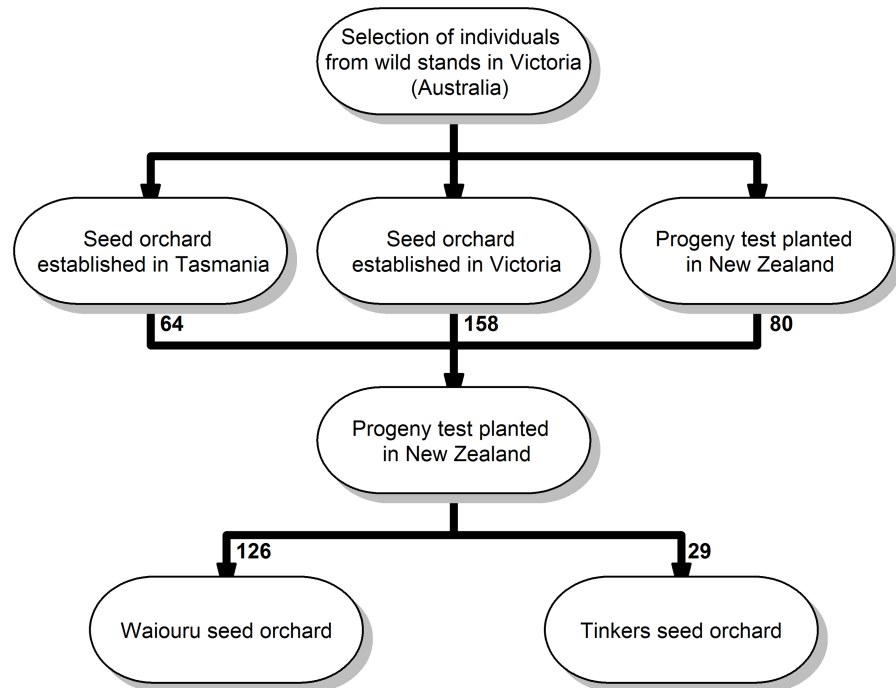 Selection of individuals
from wild stands in Victoria
(Australia)
Seed orchard
established in Tasmania
Seed orchard
established in Victoria
Progeny test planted
in New Zealand
64
158
80
Progeny test planted
in New Zealand
126
29
Waiouru seed orchard
Tinkers seed orchard